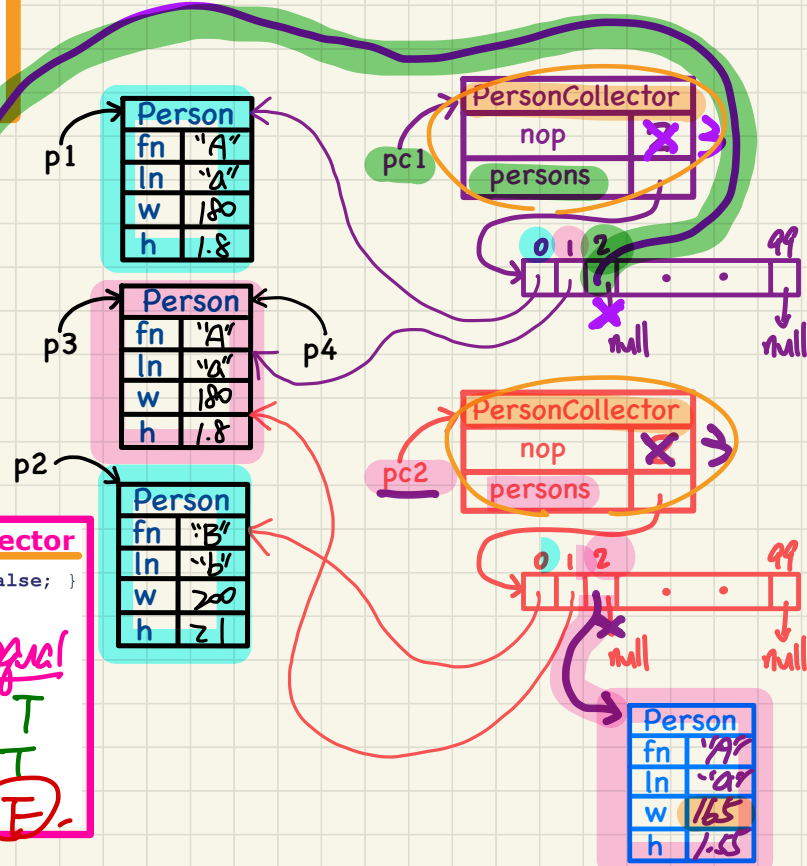 Person
fn "A"
ln "a"
w 180
h 1.8
p1
PersonCollector
nop
persons
pc1
0 1 2 99
null null
Person
fn "A"
ln "a"
w 180
h 1.8
p3 p4
PersonCollector
nop
persons
pc2
0 1 2 99
null null
p2
Person
fn "B"
ln "b"
w 200
h
ector
alse; }
qual
T
T
F
Person
fn "A"
ln "a"
w 165
h 1.55